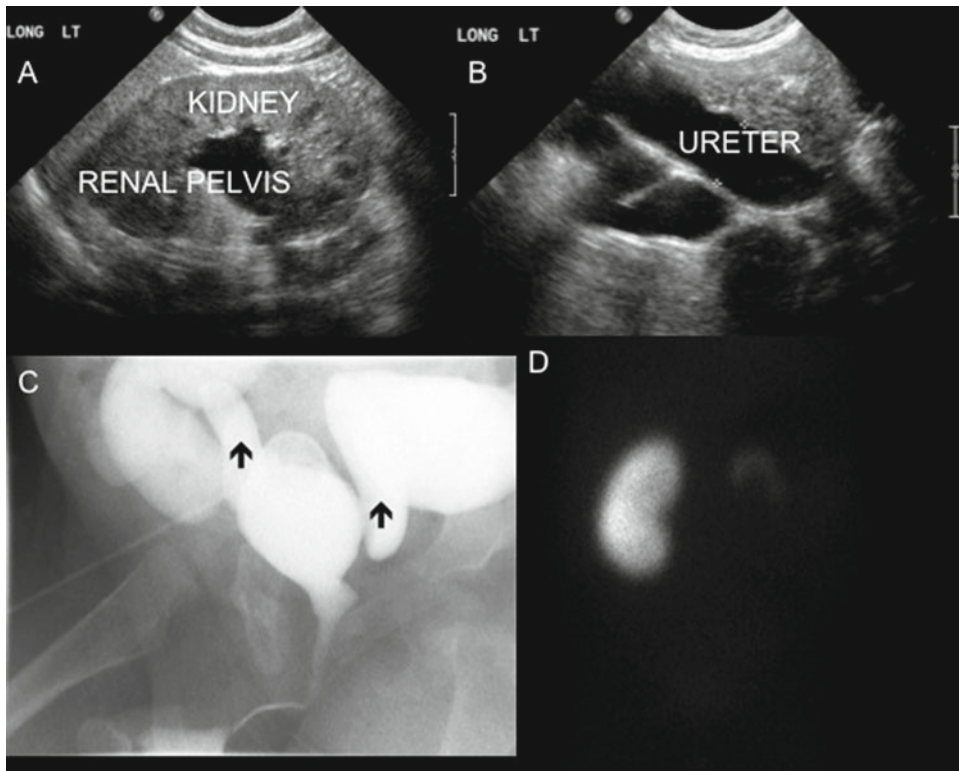 LONG LT
A
KIDNEY
RENAL PELVIS
LONG LT
B
URETER
C
D